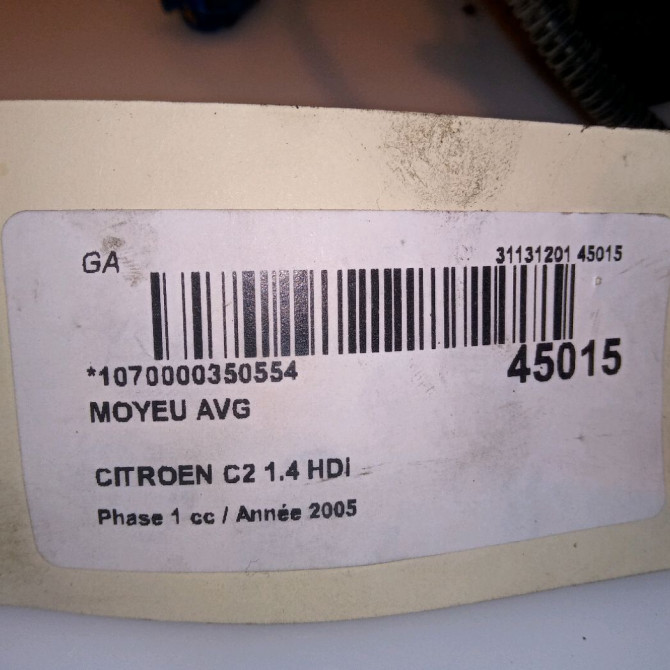 GA
31131201 45015
*1070000350554
45015
MOYEU AVG
CITROEN C2 1.4 HDI
Phase 1 cc / Année 2005